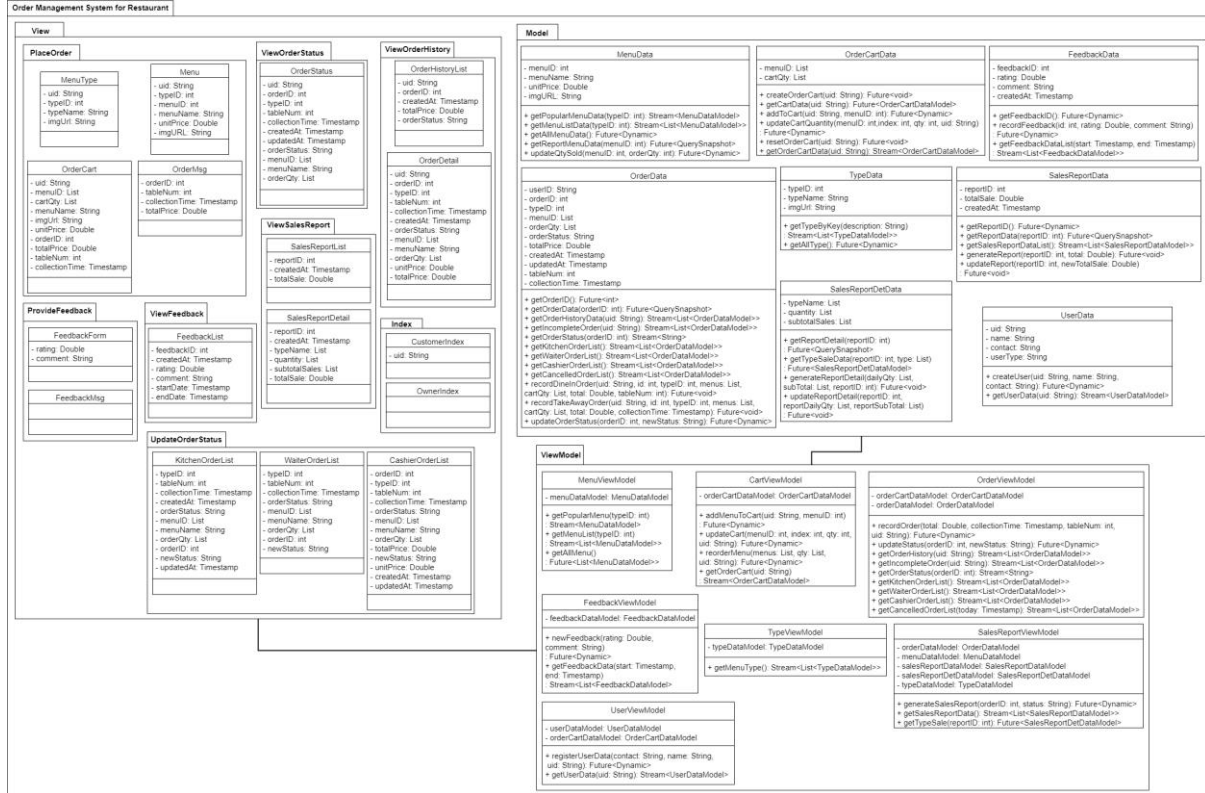 Order Management System for Restaurant
View
PlaceOrder
MenuType
- uid: String
- typeID: int
- typeName: String
- imgUrl: String
Menu
- uid: String
- typeID: int
- menuID: int
- menuName: String
- unitPrice: Double
- imgURL: String
OrderCart
- uid: String
- menuID: List
- cartQty: List
- menuName: String
- imgUrl: String
- unitPrice: Double
- orderID: int
- totalPrice: Double
- tableNum: int
- collectionTime: Timestamp
OrderMsg
- orderID: int
- tableNum: int
- collectionTime: Timestamp
- totalPrice: Double
ViewOrderStatus
OrderStatus
- uid: String
- orderID: int
- typeID: int
- tableNum: int
- collectionTime: Timestamp
- createdAt: Timestamp
- updatedAt: Timestamp
- orderStatus: String
- menuID: List
- menuName: String
- orderQty: List
ViewOrderHistory
OrderHistoryList
- uid: String
- orderID: int
- createdAt: Timestamp
- totalPrice: Double
- orderStatus: String
OrderDetail
- uid: String
- orderID: int
- typeID: int
- tableNum: int
- collectionTime: Timestamp
- createdAt: Timestamp
- orderStatus: String
- menuID: List
- menuName: String
- orderQty: List
- unitPrice: Double
- totalPrice: Double
ViewSalesReport
SalesReportList
- reportID: int
- createdAt: Timestamp
- totalSale: Double
SalesReportDetail
- reportID: int
- createdAt: Timestamp
- typeName: List
- quantity: List
- subtotalSales: List
- totalSale: Double
ProvideFeedback
FeedbackForm
- rating: Double
- comment: String
FeedbackMsg
ViewFeedback
FeedbackList
- feedbackID: int
- createdAt: Timestamp
- rating: Double
- comment: String
- startDate: Timestamp
- endDate: Timestamp
Index
CustomerIndex
- uid: String
OwnerIndex
UpdateOrderStatus
KitchenOrderList
- typeID: int
- tableNum: int
- collectionTime: Timestamp
- createdAt: Timestamp
- orderStatus: String
- menuID: List
- menuName: String
- orderQty: List
- orderID: int
- newStatus: String
- updatedAt: Timestamp
WaiterOrderList
- typeID: int
- tableNum: int
- collectionTime: Timestamp
- orderStatus: String
- menuID: List
- menuName: String
- orderQty: List
- orderID: int
- newStatus: String
CashierOrderList
- orderID: int
- typeID: int
- tableNum: int
- collectionTime: Timestamp
- orderStatus: String
- menuID: List
- menuName: String
- orderQty: List
- totalPrice: Double
- newStatus: String
- unitPrice: Double
- createdAt: Timestamp
- updatedAt: Timestamp
Model
MenuData
- menuID: int
- menuName: String
- unitPrice: Double
- imgURL: String
+ getPopularMenu(typeID: int): Stream<MenuDataModel>
+ getMenuListData(typeID: int): Stream<List<MenuDataModel>
+ getAllMenuData(): Future<Dynamic>
+ getReportMenuData(menuID: int): Future<QuerySnapshot>
+ updateQtySold(menuID: int, orderQty: int): Future<Dynamic>
OrderCartData
- menuID: List
- cartQty: List
+ createOrderCart(uid: String): Future<void>
+ getCartData(uid: String): Future<OrderCartDataModel>
+ addToCart(uid: String, menuID: int): Future<Dynamic>
+ updateCartQuantity(menuID: int,index: int, qty: int, uid: String)
: Future<Dynamic>
+ resetOrderCart(uid: String): Future<void>
+ getOrderCartData(uid: String): Stream<OrderCartDataModel>
FeedbackData
- feedbackID: int
- rating: Double
- comment: String
- createdAt: Timestamp
+ getFeedbackID(): Future<Dynamic>
+ recordFeedback(id: int, rating: Double, comment: String)
: Future<Dynamic>
+ getFeedbackDataList(start: Timestamp, end: Timestamp)
: Stream<List<FeedbackDataModel>>
OrderData
- userID: String
- orderID: int
- typeID: int
- menuID: List
- orderQty: List
- orderStatus: String
- totalPrice: Double
- createdAt: Timestamp
- updatedAt: Timestamp
- tableNum: int
- collectionTime: Timestamp
+ getOrderID(): Future<int>
+ getOrderData(orderID: int): Future<QuerySnapshot>
+ getOrderHistoryData(uid: String): Stream<List<OrderDataModel>>
+ getIncompleteOrder(uid: String): Stream<List<OrderDataModel>>
+ getOrderStatus(orderID: int): Stream<String>
+ getKitchenOrderList(): Stream<List<OrderDataModel>>
+ getWaiterOrderList(): Stream<List<OrderDataModel>>
+ getCashierOrderList(): Stream<List<OrderDataModel>>
+ getCancelledOrderList(): Stream<List<OrderDataModel>>
+ recordDineInOrder(uid: String, id: int, typeID: int, menus: List,
cartQty: List, total: Double, tableNum: int): Future<void>
+ recordTakeAwayOrder(uid: String, id: int, typeID: int, menus: List,
cartQty: List, total: Double, collectionTime: Timestamp): Future<void>
+ updateOrderStatus(orderID: int, newStatus: String): Future<Dynamic>
TypeData
- typeID: int
- typeName: String
- imgUrl: String
+ getTypeByKey(description: String)
: Stream<List<TypeDataModel>>
+ getAllType(): Future<Dynamic>
SalesReportData
- reportID: int
- totalSale: Double
- createdAt: Timestamp
+ getReportID(): Future<Dynamic>
+ getReportData(reportID: int): Future<QuerySnapshot>
+ getSalesReportDataList(): Stream<List<SalesReportDataModel>
+ generateReport(reportID: int, total: Double): Future<void>
+ updateReport(reportID: int, newTotalSale: Double)
: Future<void>
SalesReportDetData
- typeName: List
- quantity: List
- subtotalSales: List
+ getReportDetail(reportID: int)
: Future<QuerySnapshot>
+ getTypeSaleData(reportID: int, type: List)
: Future<SalesReportDetDataModel>
+ generateReportDetail(dailyQty: List,
subTotal: List, reportID: int): Future<void>
+ updateReportDetail(reportID: int,
reportDailyQty: List, reportSubTotal: List)
: Future<void>
UserData
- uid: String
- name: String
- contact: String
- userType: String
+ createUser(uid: String, name: String,
contact: String): Future<Dynamic>
+ getUserData(uid: String): Stream<UserDataModel>
ViewModel
MenuViewModel
- menuDataModel: MenuDataModel
+ getPopularMenu(typeID: int)
: Stream<MenuDataModel>
+ getMenuList(typeID: int)
: Stream<List<MenuDataModel>>
+ getAllMenu()
: Future<List<MenuDataModel>>
CartViewModel
- orderCartDataModel: OrderCartDataModel
+ addMenuToCart(uid: String, menuID: int)
: Future<Dynamic>
+ updateCart(menuID: int, index: int, qty: int,
uid: String): Future<Dynamic>
+ reorderMenu(menus: List, qty: List,
uid: String): Future<Dynamic>
+ getOrderCart(uid: String)
: Stream<OrderCartDataModel>
OrderViewModel
- orderCartDataModel: OrderCartDataModel
- orderDataModel: OrderDataModel
+ recordOrder(total: Double, collectionTime: Timestamp, tableNum: int,
uid: String): Future<Dynamic>
+ updateStatus(orderID: int, newStatus: String): Future<Dynamic>
+ getOrderHistory(uid: String): Stream<List<OrderDataModel>>
+ getIncompleteOrder(uid: String): Stream<List<OrderDataModel>>
+ getOrderStatus(orderID: int): Stream<String>
+ getKitchenOrderList(): Stream<List<OrderDataModel>>
+ getWaiterOrderList(): Stream<List<OrderDataModel>>
+ getCashierOrderList(): Stream<List<OrderDataModel>>
+ getCancelledOrderList(today: Timestamp): Stream<List<OrderDataModel>>
FeedbackViewModel
- feedbackDataModel: FeedbackDataModel
+ newFeedback(rating: Double,
comment: String)
: Future<Dynamic>
+ getFeedbackData(start: Timestamp,
end: Timestamp)
: Stream<List<FeedbackDataModel>
TypeViewModel
- typeDataModel: TypeDataModel
+ getMenuType(): Stream<List<TypeDataModel>>
SalesReportViewModel
- orderDataModel: OrderDataModel
- menuDataModel: MenuDataModel
- salesReportDataModel: SalesReportDataModel
- salesReportDetDataModel: SalesReportDetDataModel
- typeDataModel: TypeDataModel
+ generateSalesReport(orderID: int, status: String): Future<Dynamic>
+ getSalesReportData(): Stream<List<SalesReportDataModel>>
+ getTypeSale(reportID: int): Future<SalesReportDetDataModel>
UserViewModel
- userDataModel: UserDataModel
- orderCartDataModel: OrderCartDataModel
+ registerUserData(contact: String, name: String,
uid: String): Future<Dynamic>
+ getUserData(uid: String): Stream<UserDataModel>